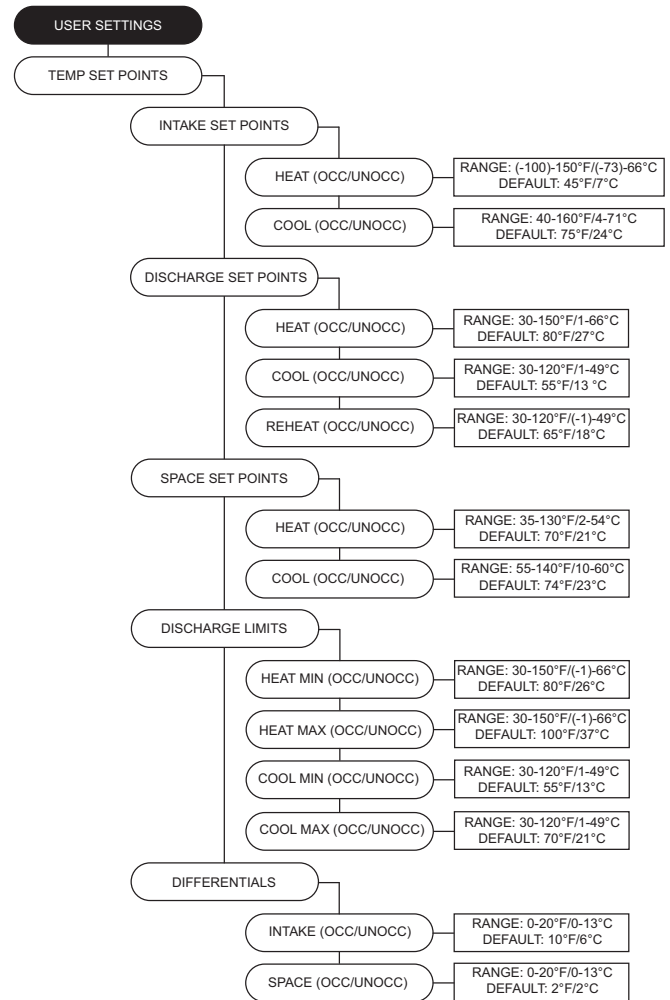 USER SETTINGS
TEMP SET POINTS
INTAKE SET POINTS
HEAT (OCC/UNOCC)
RANGE: (-100)-150°F/(-73)-66°C
DEFAULT: 45°F/7°C
COOL (OCC/UNOCC)
RANGE: 40-160°F/4-71°C
DEFAULT: 75°F/24°C
DISCHARGE SET POINTS
HEAT (OCC/UNOCC)
RANGE: 30-150°F/1-66°C
DEFAULT: 80°F/27°C
COOL (OCC/UNOCC)
RANGE: 30-120°F/1-49°C
DEFAULT: 55°F/13 °C
REHEAT (OCC/UNOCC)
RANGE: 30-120°F/(-1)-49°C
DEFAULT: 65°F/18°C
SPACE SET POINTS
HEAT (OCC/UNOCC)
RANGE: 35-130°F/2-54°C
DEFAULT: 70°F/21°C
COOL (OCC/UNOCC)
RANGE: 55-140°F/10-60°C
DEFAULT: 74°F/23°C
DISCHARGE LIMITS
HEAT MIN (OCC/UNOCC)
RANGE: 30-150°F/(-1)-66°C
DEFAULT: 80°F/26°C
HEAT MAX (OCC/UNOCC)
RANGE: 30-150°F/(-1)-66°C
DEFAULT: 100°F/37°C
COOL MIN (OCC/UNOCC)
RANGE: 30-120°F/1-49°C
DEFAULT: 55°F/13°C
COOL MAX (OCC/UNOCC)
RANGE: 30-120°F/1-49°C
DEFAULT: 70°F/21°C
DIFFERENTIALS
INTAKE (OCC/UNOCC)
RANGE: 0-20°F/0-13°C
DEFAULT: 10°F/6°C
SPACE (OCC/UNOCC)
RANGE: 0-20°F/0-13°C
DEFAULT: 2°F/2°C